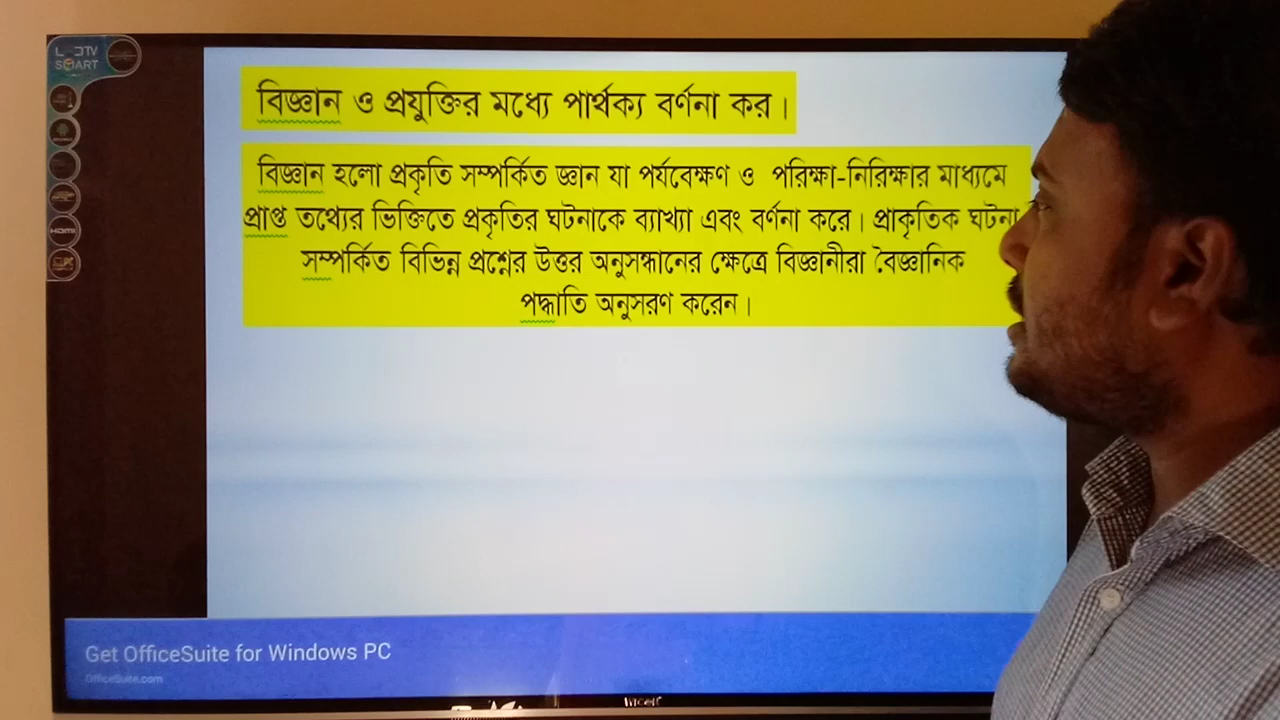 বিজ্ঞান ও প্রযুক্তির মধ্যে পার্থক্য বর্ণনা কর।
বিজ্ঞান হলো প্রকৃতি সম্পর্কিত জ্ঞান যা পর্যবেক্ষণ ও পরিক্ষা-নিরিক্ষার মাধ্যমে
প্রাপ্ত তথ্যের ভিক্তিতে প্রকৃতির ঘটনাকে ব্যাখ্যা এবং বর্ণনা করে। প্রাকৃতিক ঘটনা
সম্পর্কিত বিভিন্ন প্রশ্নের উত্তর অনুসন্ধানের ক্ষেত্রে বিজ্ঞানীরা বৈজ্ঞানিক
পদ্ধাতি অনুসরণ করেন।
Get OfficeSuite for Windows PC
OfficeSuite.com
SMART
HDMI